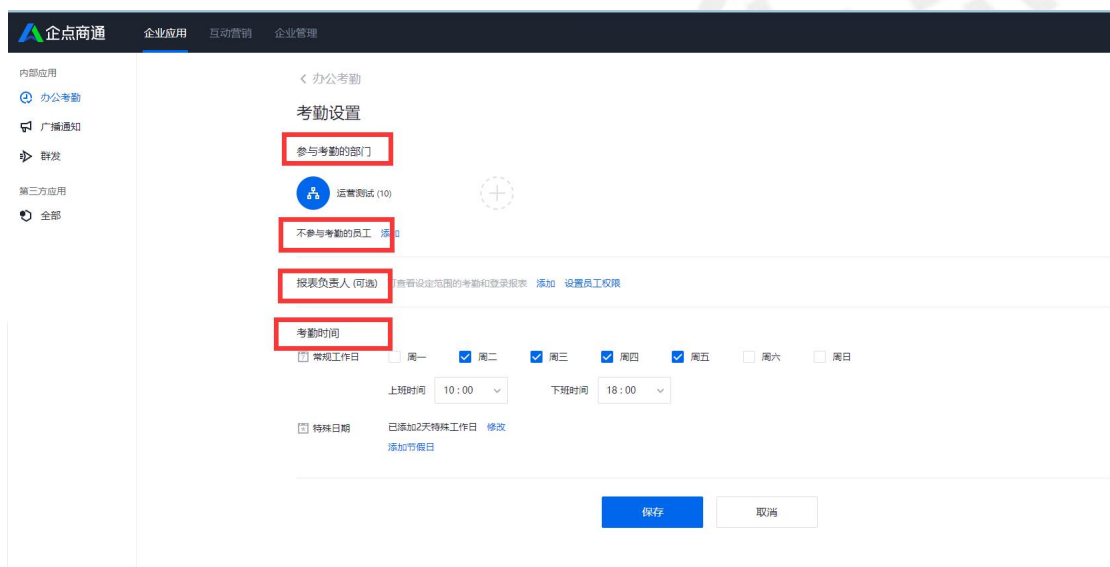 企点商通 企业应用 互动营销 企业管理
内部应用
办公考勤
广播通知
群发
第三方应用
全部
< 办公考勤
考勤设置
参与考勤的部门
运营测试 (10)
不参与考勤的员工 添加
报表负责人 (可选) 可查看设定范围的考勤和登录报表 添加 设置员工权限
考勤时间
常规工作日 周一 周二 周三 周四 周五 周六 周日
上班时间 10 : 00 下班时间 18 : 00
特殊日期 已添加2天特殊工作日 修改
添加节假日
保存 取消